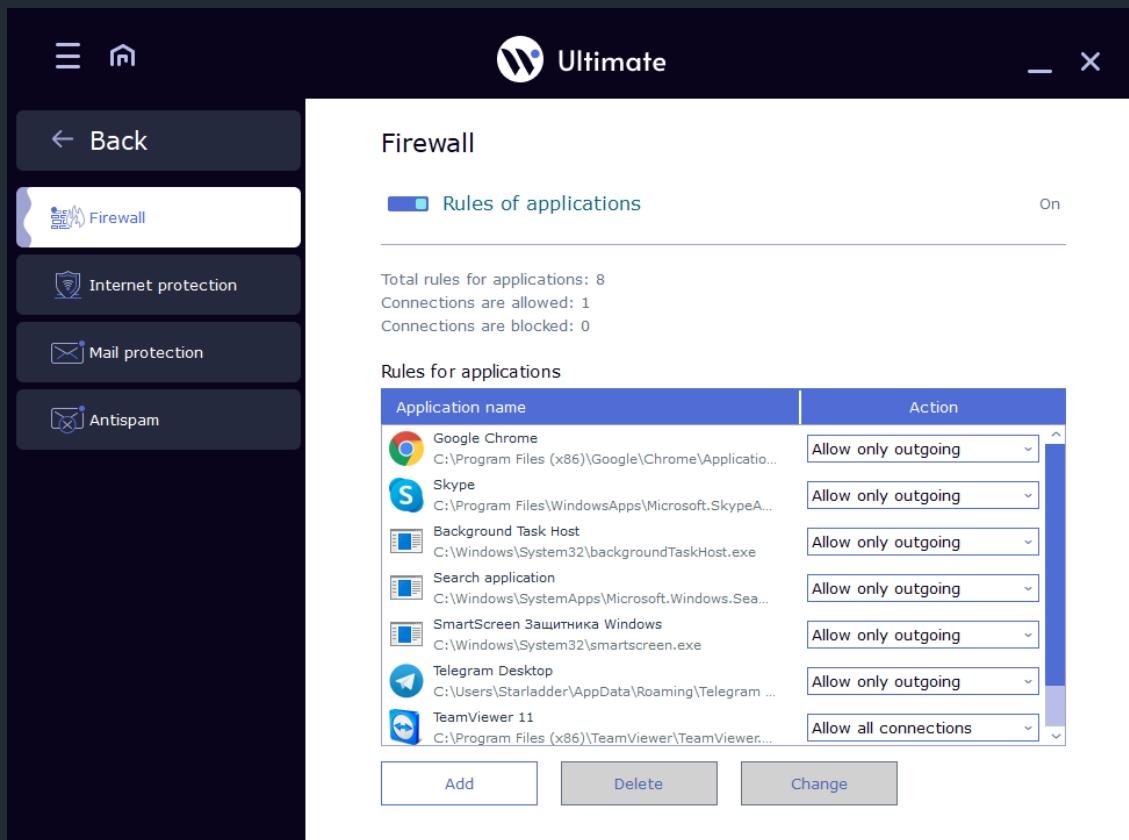 Ultimate
Back
Firewall
Internet protection
Mail protection
Antispam
Firewall
Rules of applications
On
Total rules for applications: 8
Connections are allowed: 1
Connections are blocked: 0
Rules for applications
Application name Action
Google Chrome
C:\Program Files (x86)\Google\Chrome\Applicatio...
Allow only outgoing
Skype
C:\Program Files\WindowsApps\Microsoft.SkypeA...
Allow only outgoing
Background Task Host
C:\Windows\System32\backgroundTaskHost.exe
Allow only outgoing
Search application
C:\Windows\SystemApps\Microsoft.Windows.Sea...
Allow only outgoing
SmartScreen Защитника Windows
C:\Windows\System32\smartscreen.exe
Allow only outgoing
Telegram Desktop
C:\Users\Starladder\AppData\Roaming\Telegram ...
Allow only outgoing
TeamViewer 11
C:\Program Files (x86)\TeamViewer\TeamViewer....
Allow all connections
Add Delete Change